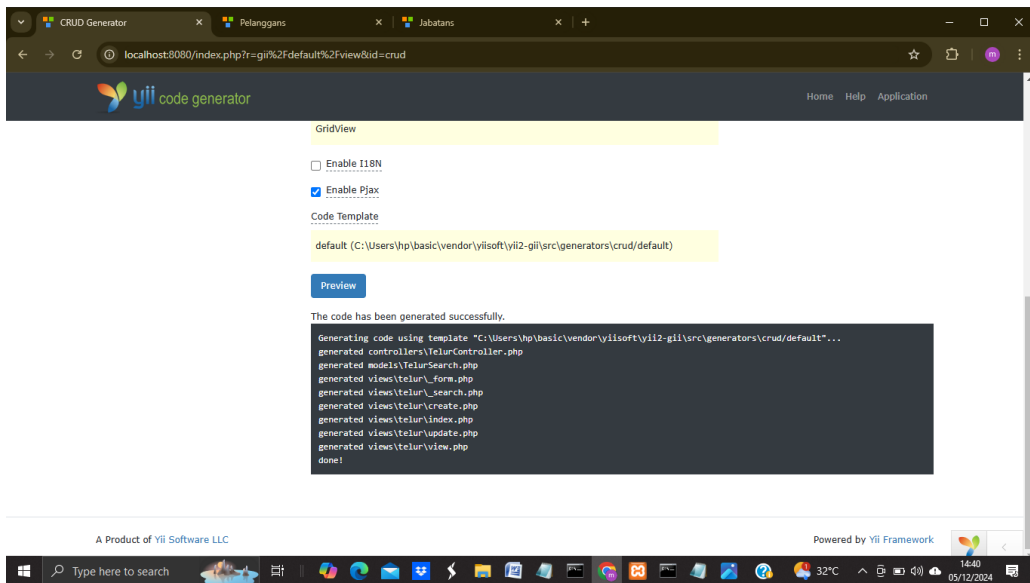 CRUD Generator
Pelanggans
Jabatans
localhost:8080/index.php?r=gii%2Fdefault%2Fview&id=crud
m
yii code generator
Home Help Application
GridView
Enable I18N
Enable Pjax
Code Template
default (C:\Users\hp\basic\vendor\yiisoft\yii2-gii\src\generators\crud/default)
Preview
The code has been generated successfully.
Generating code using template "C:\Users\hp\basic\vendor\yiisoft\yii2-gii\src\generators\crud/default"...
generated controllers\TelurController.php
generated models\TelurSearch.php
generated views\telur\_form.php
generated views\telur\_search.php
generated views\telur\create.php
generated views\telur\index.php
generated views\telur\update.php
generated views\telur\view.php
done!
A Product of Yii Software LLC
Powered by Yii Framework
Type here to search
32°C
14:40
05/12/2024